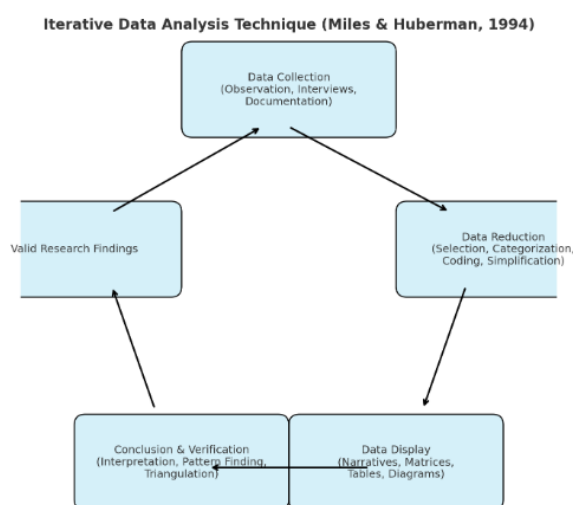 Iterative Data Analysis Technique (Miles & Huberman, 1994)
Data Collection
(Observation, Interviews,
Documentation)
Valid Research Findings
Data Reduction
(Selection, Categorization,
Coding, Simplification)
Conclusion & Verification
(Interpretation, Pattern Finding,
Triangulation)
Data Display
(Narratives, Matrices,
Tables, Diagrams)